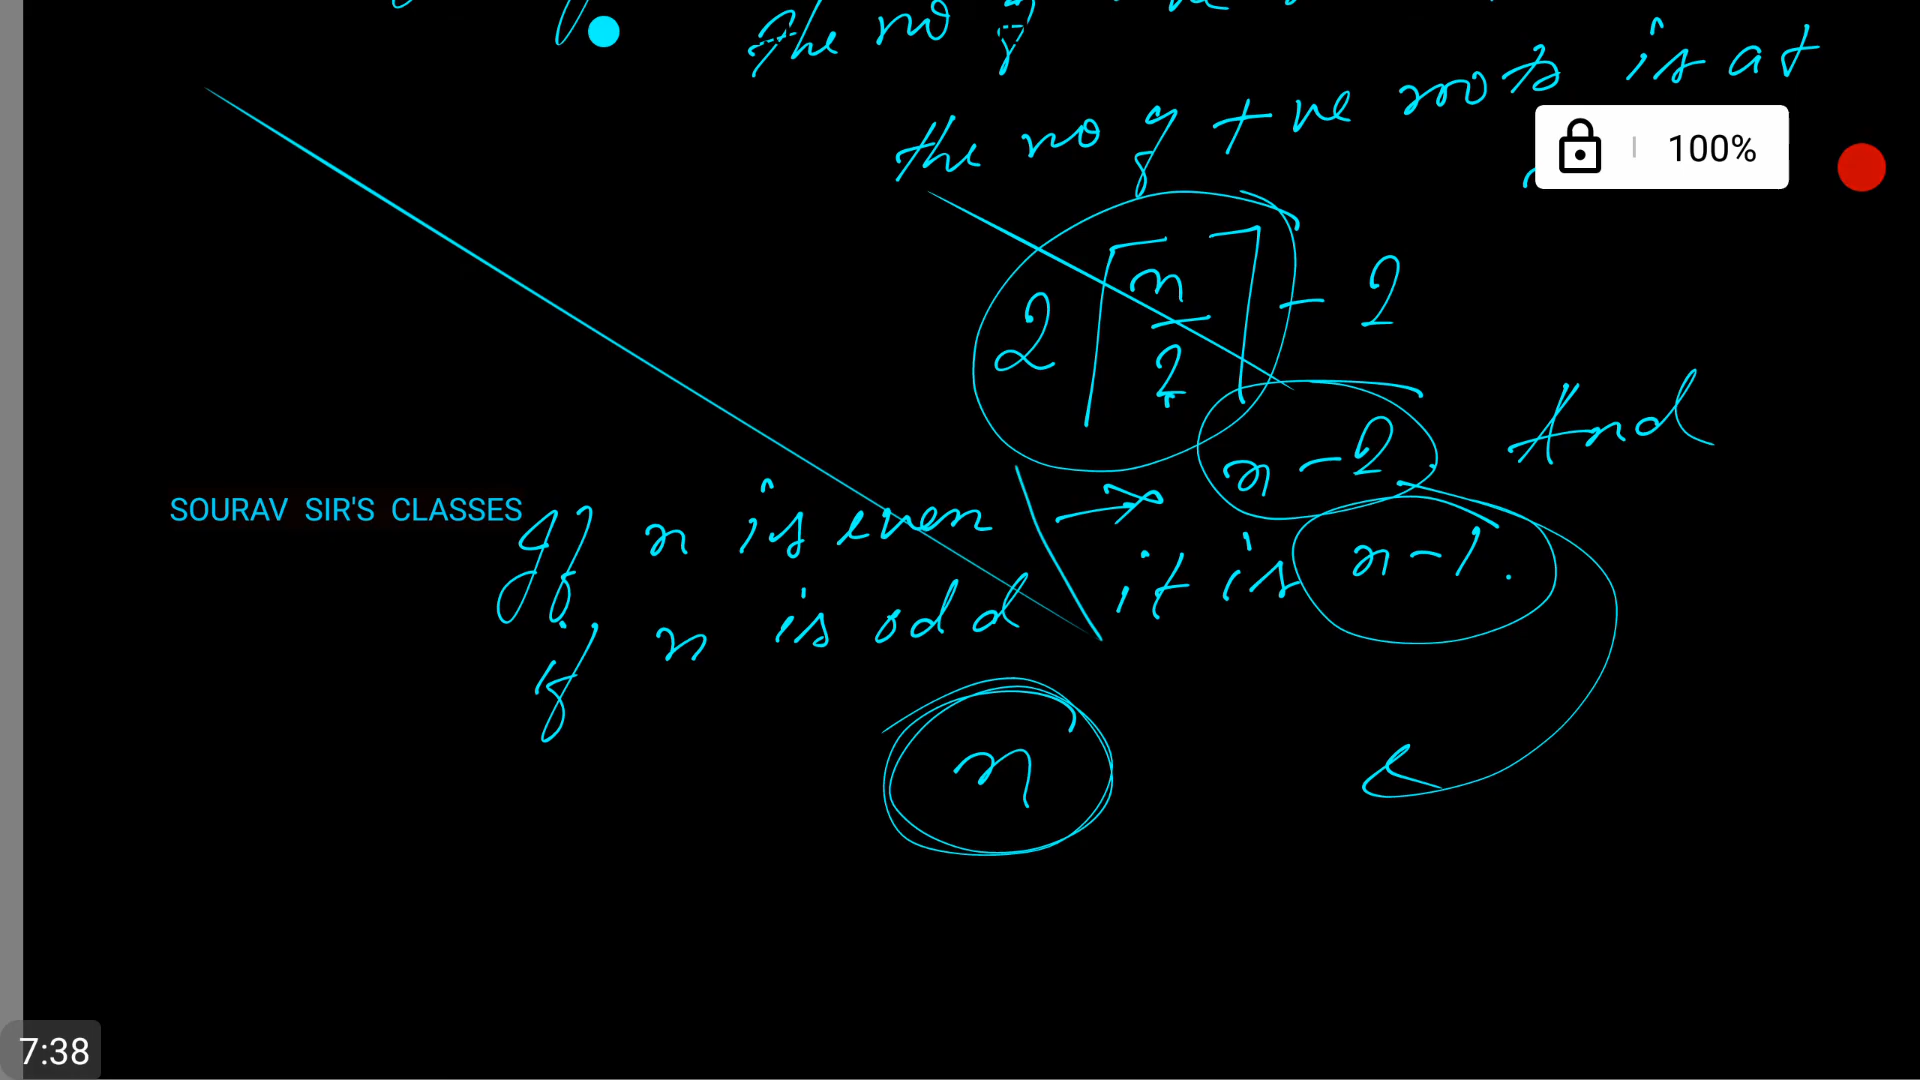 the no of
the no of +ve roots is at
100%
2⌈n/2⌉ - 2
n - 2. And
SOURAV SIR'S CLASSES
If n is even → it is n - 1.
If n is odd
n
7:38